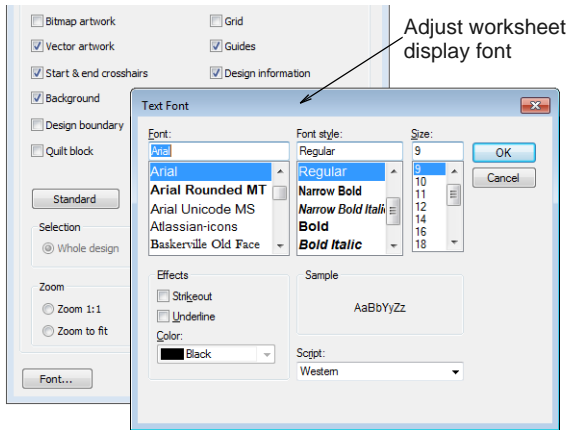 Bitmap artwork
Grid
Adjust worksheet
display font
Vector artwork
Guides
Start & end crosshairs
Design information
Background
Design boundary
Quilt block
Standard
Selection
Whole design
Zoom
Zoom 1:1
Zoom to fit
Font...
Text Font
Font:
Font style:
Size:
Arial
Regular
9
OK
Cancel
Arial
Arial Rounded MT
Arial Unicode MS
Atlassian-icons
Baskerville Old Face
Regular
Narrow Bold
Narrow Bold Itali
Bold
Bold Italic
9
10
11
12
14
16
18
Effects
Strikeout
Underline
Color:
Black
Sample
AaBbYyZz
Script:
Western